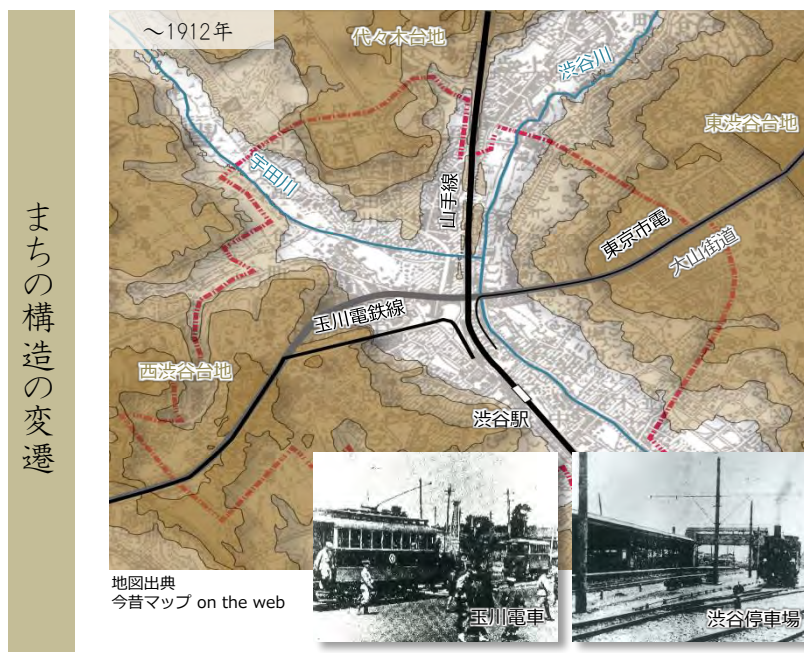 まちの構造の変遷
～1912年
代々木台地
渋谷川
東渋谷台地
宇田川
山手線
東京市電
大山街道
玉川電鉄線
西渋谷台地
渋谷駅
地図出典
今昔マップ on the web
玉川電車
渋谷停車場